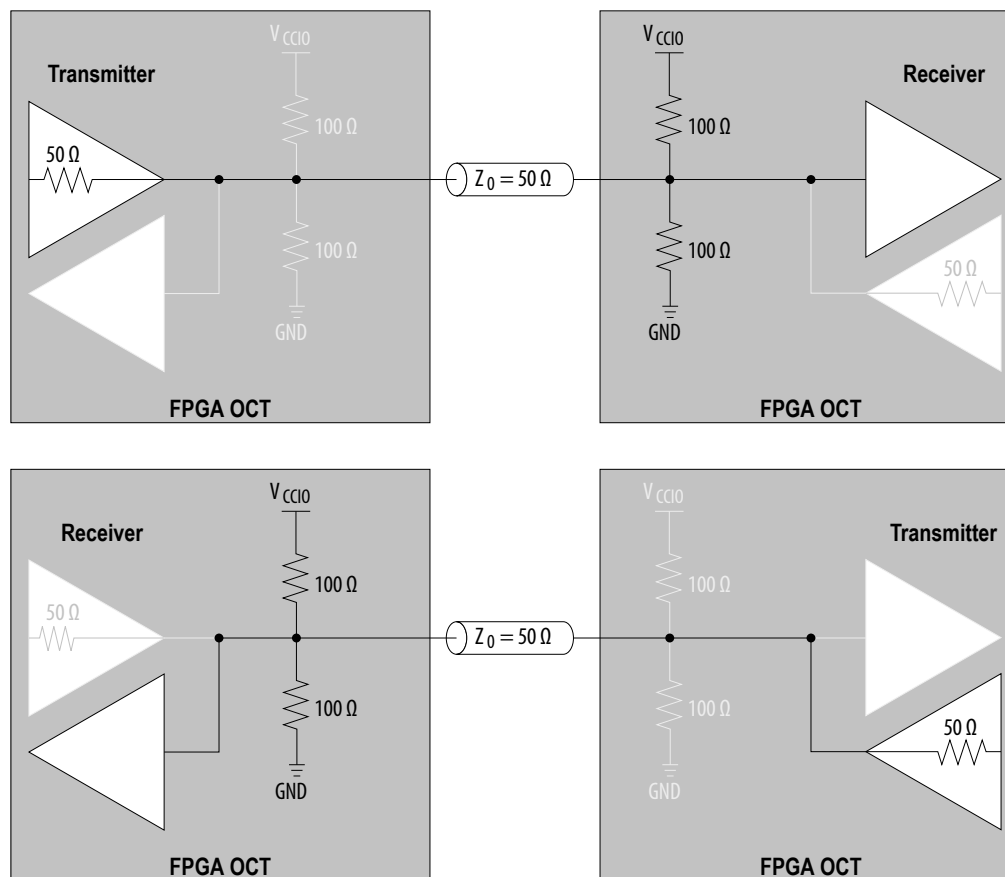 V CCIO
Transmitter
100 Ω
50 Ω
100 Ω
GND
FPGA OCT
Z 0 = 50 Ω
V CCIO
Receiver
100 Ω
100 Ω
50 Ω
GND
FPGA OCT
V CCIO
Receiver
100 Ω
50 Ω
100 Ω
GND
FPGA OCT
Z 0 = 50 Ω
V CCIO
Transmitter
100 Ω
100 Ω
50 Ω
GND
FPGA OCT